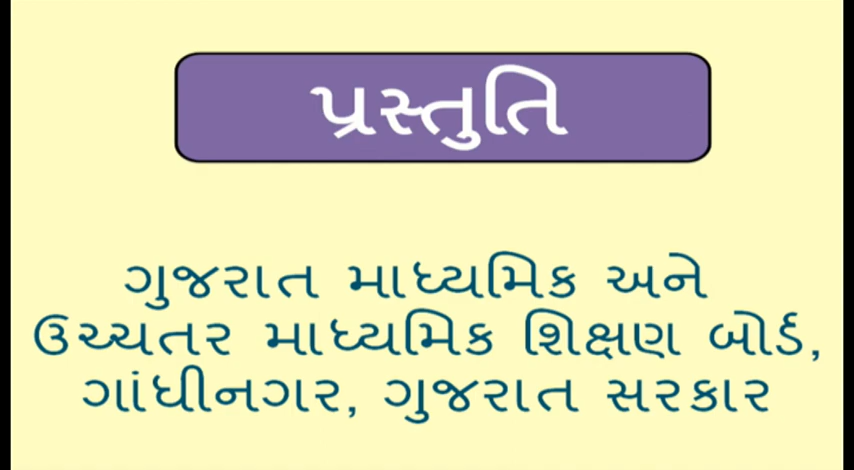 પ્રસ્તુતિ
ગુજરાત માધ્યમિક અને
ઉચ્ચતર માધ્યમિક શિક્ષણ બોર્ડ,
ગાંધીનગર, ગુજરાત સરકાર